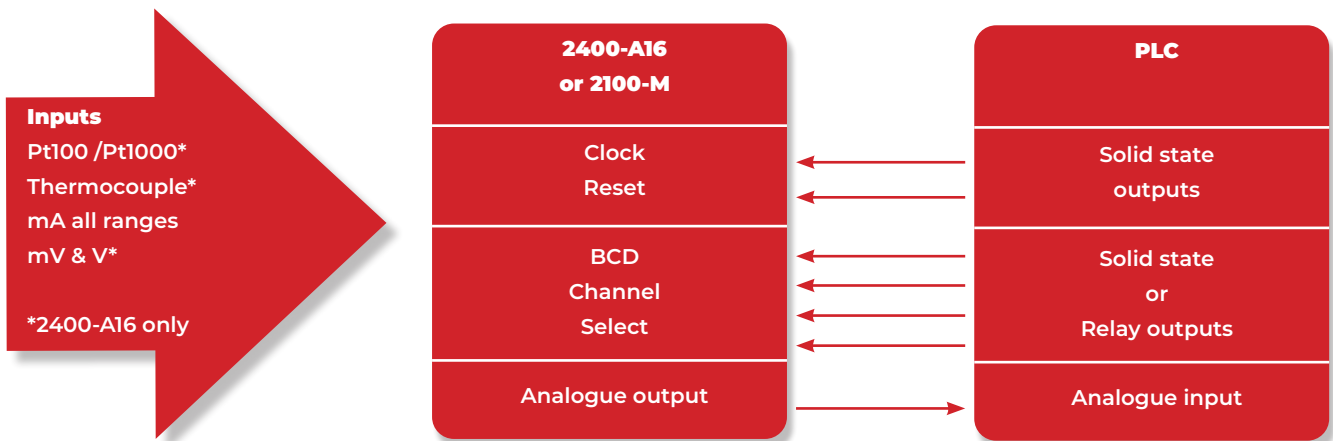 Inputs
Pt100 /Pt1000*
Thermocouple*
mA all ranges
mV & V*
*2400-A16 only
2400-A16
or 2100-M
Clock
Reset
BCD
Channel
Select
Analogue output
PLC
Solid state
outputs
Solid state
or
Relay outputs
Analogue input